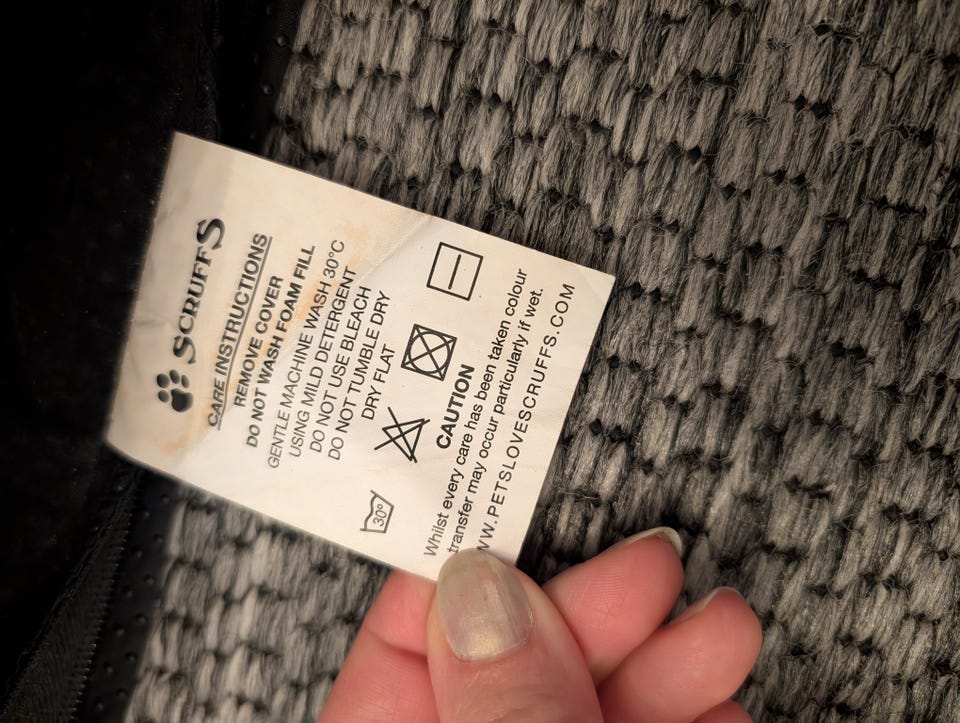 SCRUFFS
CARE INSTRUCTIONS
REMOVE COVER
DO NOT WASH FOAM FILL
GENTLE MACHINE WASH 30°C
USING MILD DETERGENT
DO NOT USE BLEACH
DO NOT TUMBLE DRY
DRY FLAT
30°
CAUTION
Whilst every care has been taken colour
transfer may occur particularly if wet.
WW.PETSLOVESCRUFFS.COM